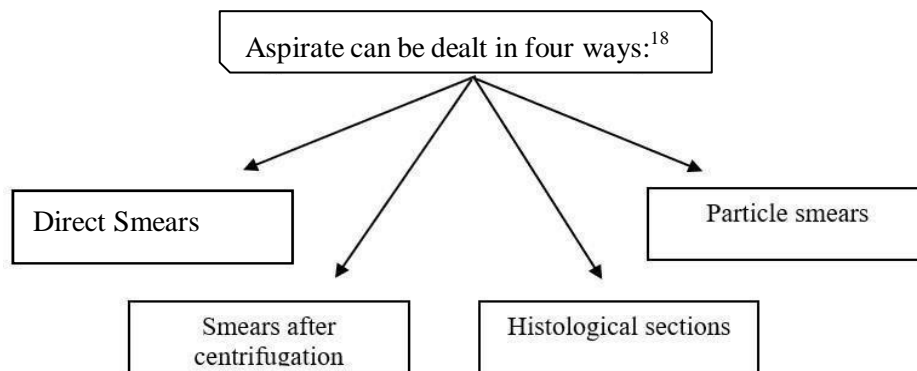 Aspirate can be dealt in four ways:18
Direct Smears
Particle smears
Smears after
centrifugation
Histological sections